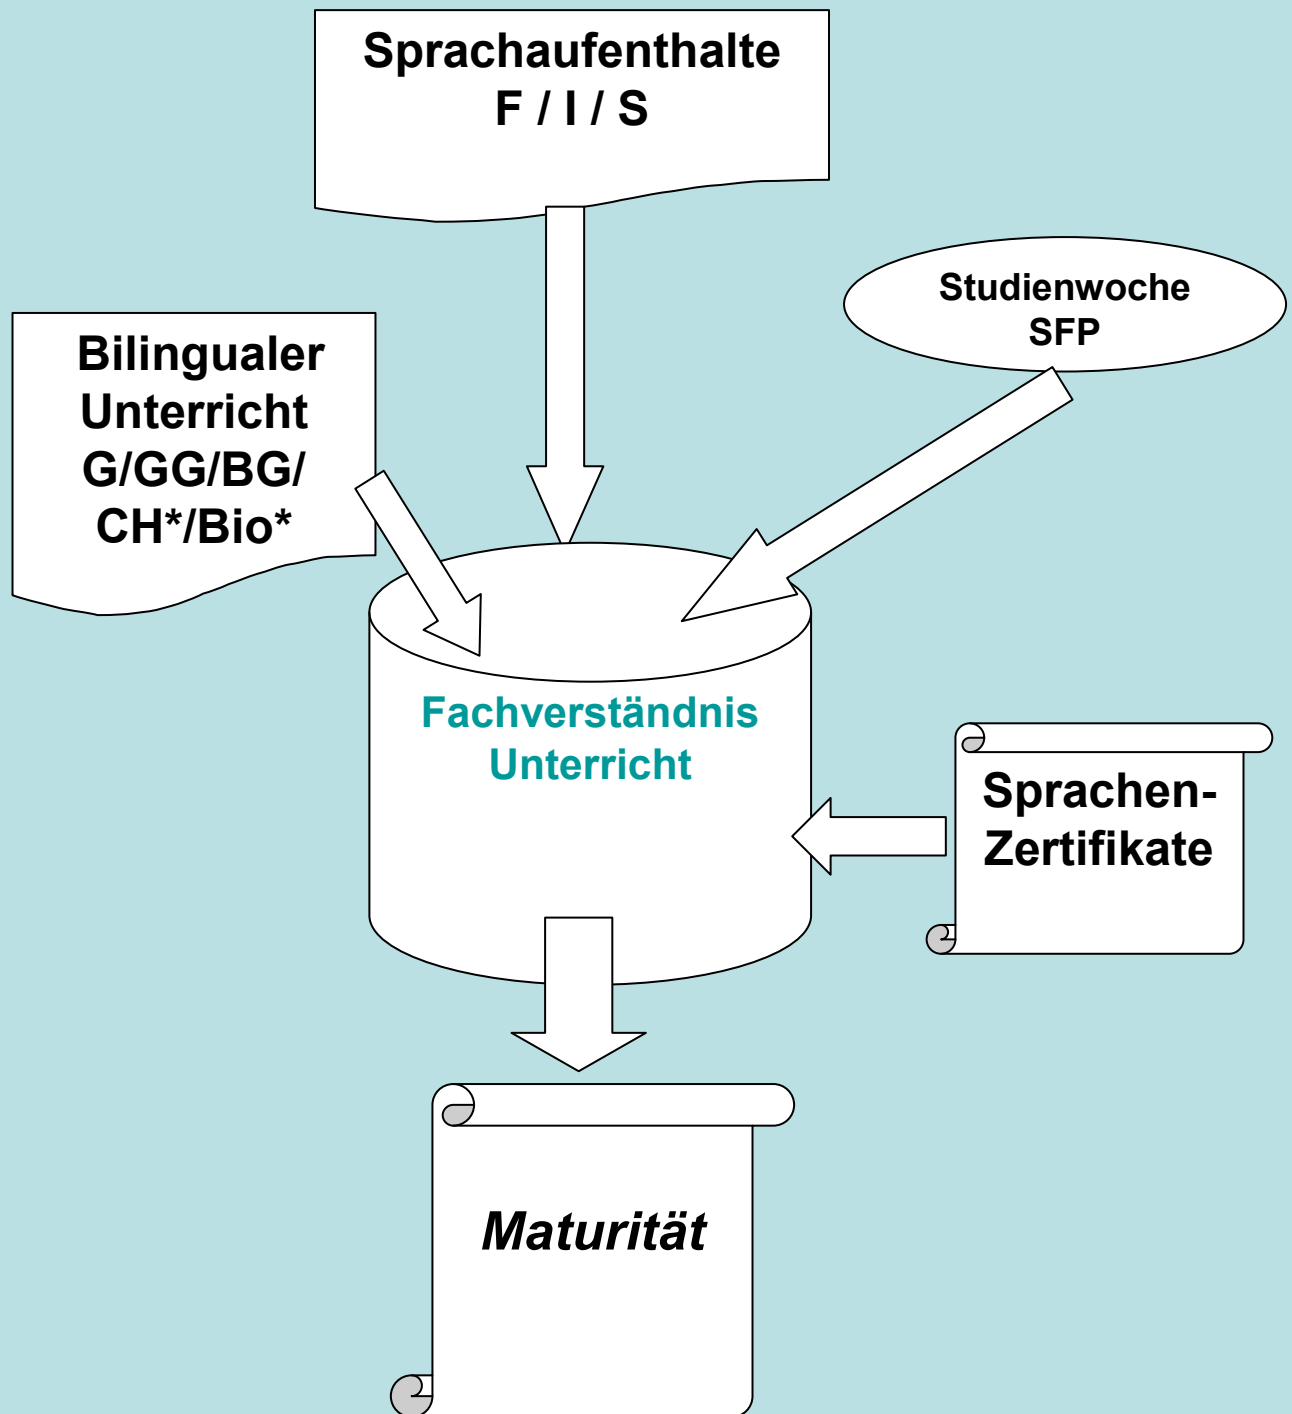 Sprachaufenthalte
F / I / S
Studienwoche
SFP
Bilingualer
Unterricht
G/GG/BG/
CH*/Bio*
Fachverständnis
Unterricht
Sprachen-
Zertifikate
Maturität